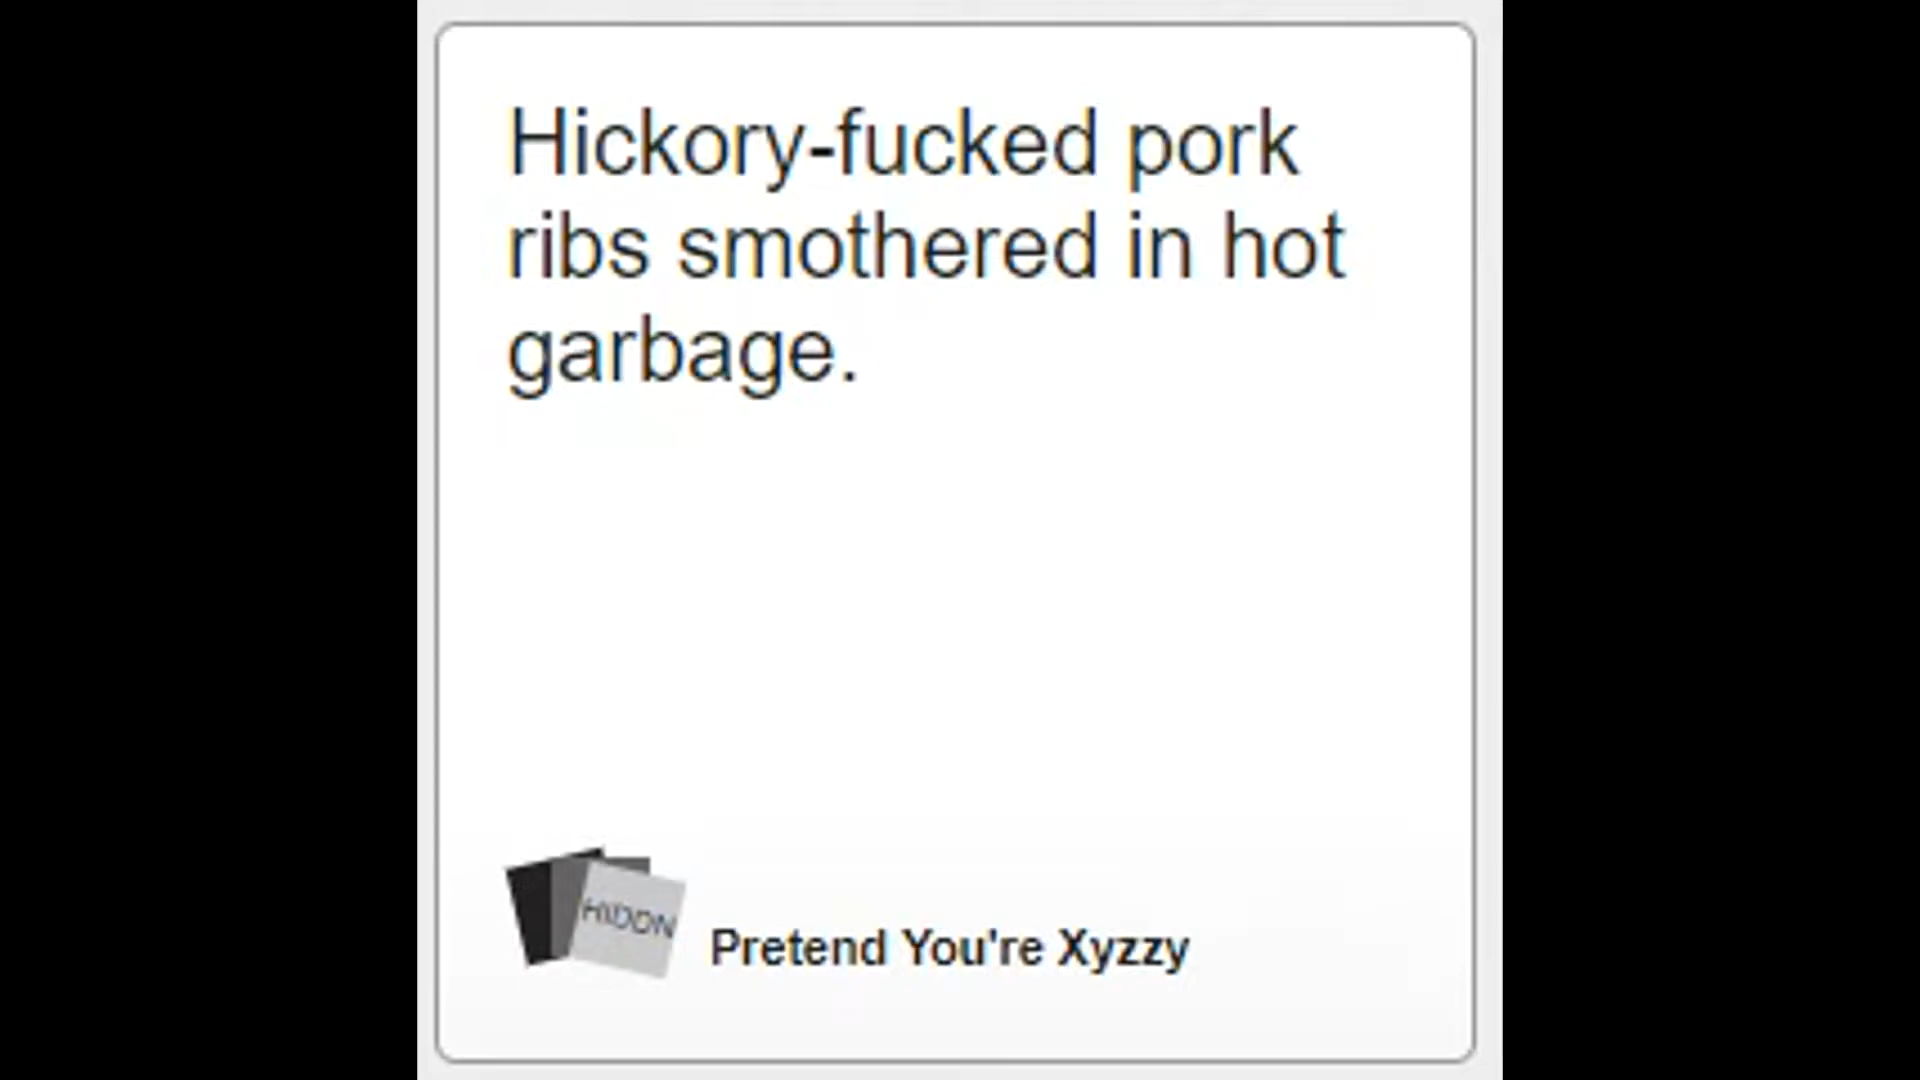 Hickory-fucked pork
ribs smothered in hot
garbage.
HIDDN
Pretend You're Xyzzy